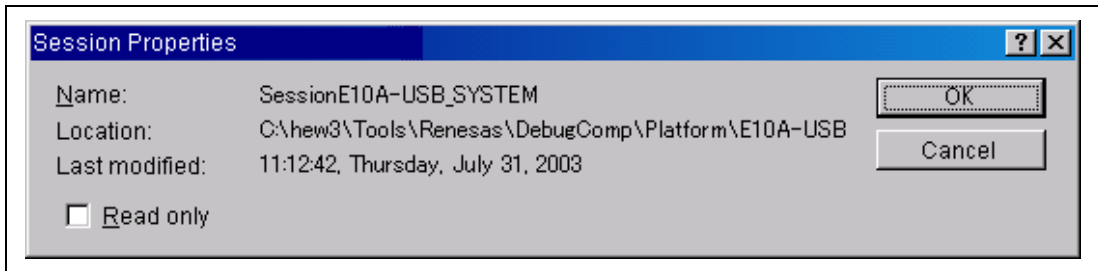 Session Properties
Name: SessionE10A-USB_SYSTEM OK
Location: C:\hew3\Tools\Renesas\DebugComp\Platform\E10A-USB
Last modified: 11:12:42, Thursday, July 31, 2003 Cancel
Read only